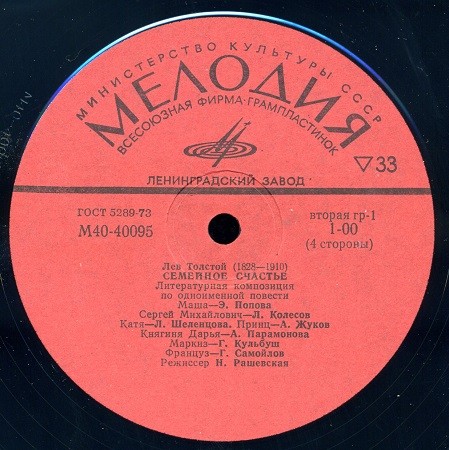 МИНИСТЕРСТВО КУЛЬТУРЫ СССР
МЕЛОДИЯ
ВСЕСОЮЗНАЯ ФИРМА·ГРАМПЛАСТИНОК
▽33
ЛЕНИНГРАДСКИЙ ЗАВОД
ГОСТ 5289-73
М40-40095
вторая гр-1
1-00
(4 стороны)
Лев Толстой (1828—1910)
СЕМЕЙНОЕ СЧАСТЬЕ
Литературная композиция
по одноименной повести
Маша—Э. Попова
Сергей Михайлович—Л. Колесов
Катя—Л. Шеленцова. Принц—А. Жуков
Княгиня Дарья—А. Парамонова
Маркиз—Г. Кульбуш
Француз—Г. Самойлов
Режиссер Н. Рашевская